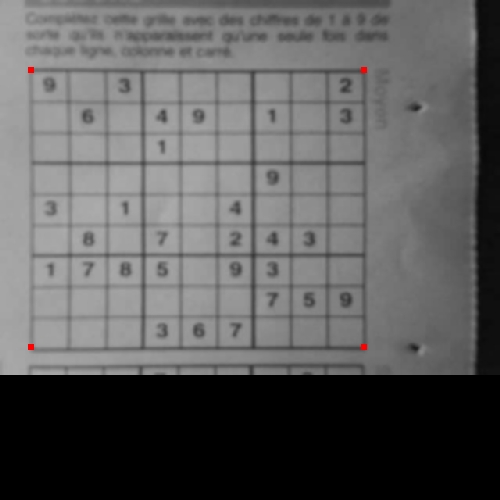 Complétez cette grille avec des chiffres de 1 à 9 de
sorte qu'ils n'apparaissent qu'une seule fois dans
chaque ligne, colonne et carré.
Moyen
9 3 2
6 4 9 1 3
1
9
3 1 4
8 7 2 4 3
1 7 8 5 9 3
7 5 9
3 6 7